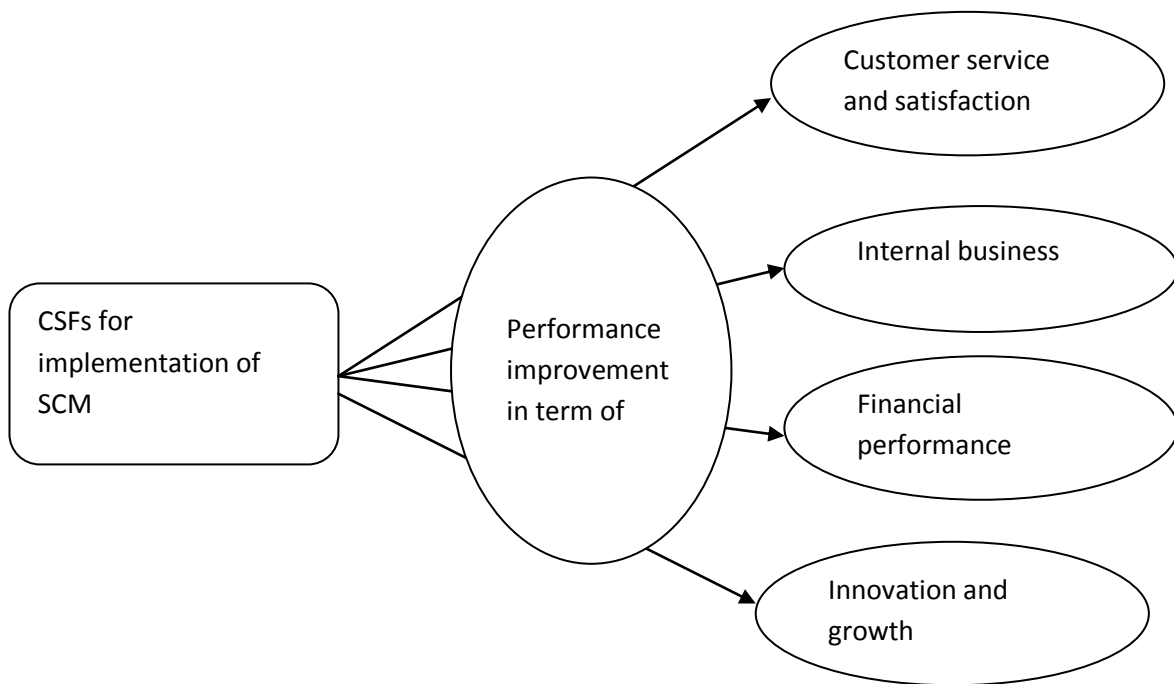 Customer service
and satisfaction
Internal business
CSFs for
implementation of
SCM
Performance
improvement
in term of
Financial
performance
Innovation and
growth